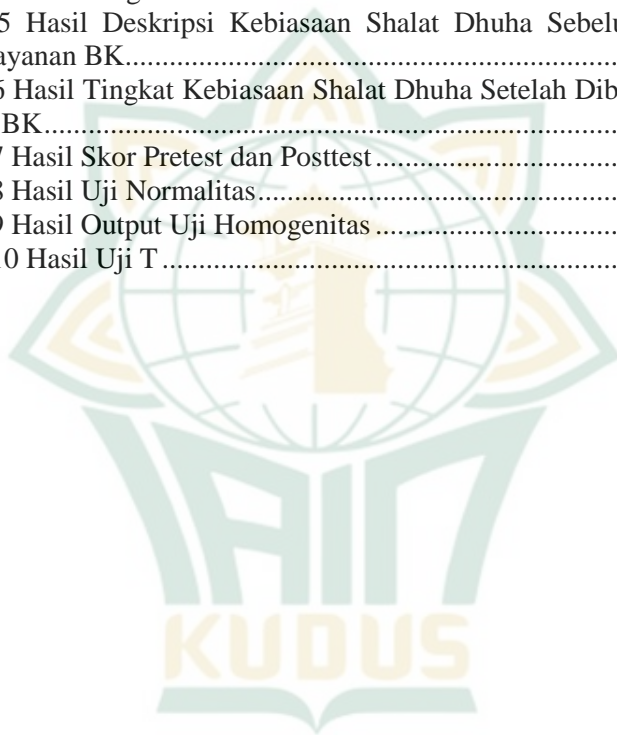 5 Hasil Deskripsi Kebiasaan Shalat Dhuha Sebelu
ayanan BK
6 Hasil Tingkat Kebiasaan Shalat Dhuha Setelah Dib
BK
7 Hasil Skor Pretest dan Posttest
8 Hasil Uji Normalitas
9 Hasil Output Uji Homogenitas
10 Hasil Uji T
IAIN
KUDUS